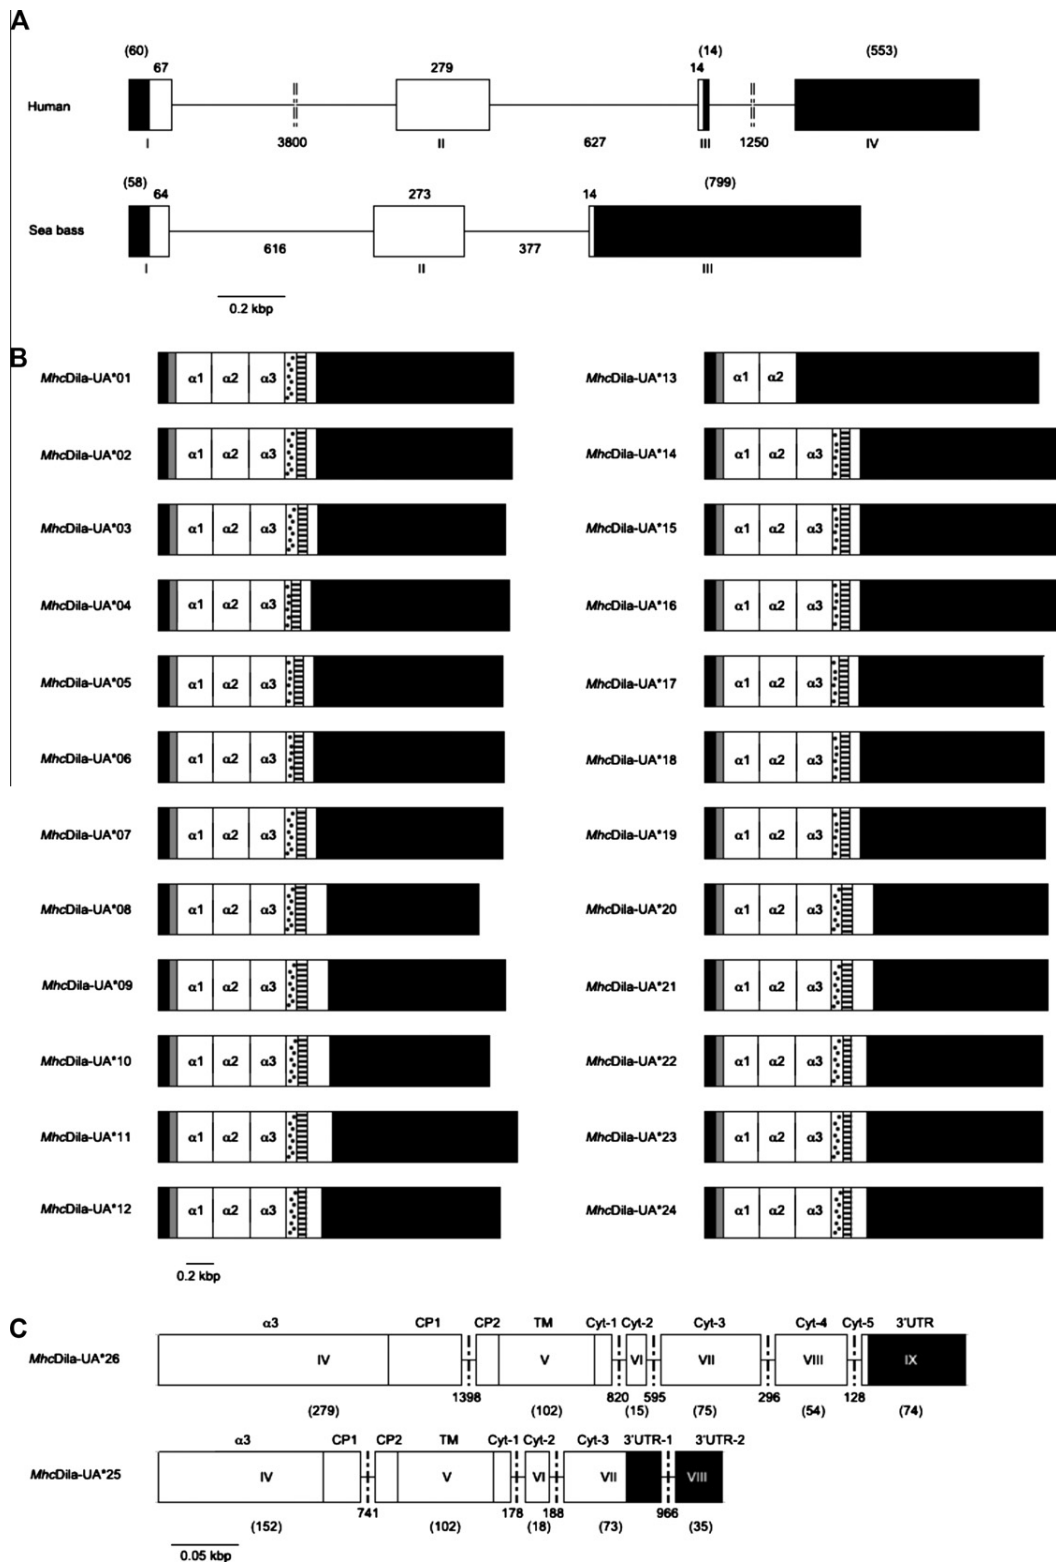 A
(60)
67
279
(14)
14
(553)
Human
I
3800
II
627
III
1250
IV
(58)
64
273
14
(799)
Sea bass
I
616
II
377
III
0.2 kbp
B
MhcDila-UA*01 α1 α2 α3
MhcDila-UA*13 α1 α2
MhcDila-UA*02 α1 α2 α3
MhcDila-UA*14 α1 α2 α3
MhcDila-UA*03 α1 α2 α3
MhcDila-UA*15 α1 α2 α3
MhcDila-UA*04 α1 α2 α3
MhcDila-UA*16 α1 α2 α3
MhcDila-UA*05 α1 α2 α3
MhcDila-UA*17 α1 α2 α3
MhcDila-UA*06 α1 α2 α3
MhcDila-UA*18 α1 α2 α3
MhcDila-UA*07 α1 α2 α3
MhcDila-UA*19 α1 α2 α3
MhcDila-UA*08 α1 α2 α3
MhcDila-UA*20 α1 α2 α3
MhcDila-UA*09 α1 α2 α3
MhcDila-UA*21 α1 α2 α3
MhcDila-UA*10 α1 α2 α3
MhcDila-UA*22 α1 α2 α3
MhcDila-UA*11 α1 α2 α3
MhcDila-UA*23 α1 α2 α3
MhcDila-UA*12 α1 α2 α3
MhcDila-UA*24 α1 α2 α3
0.2 kbp
C
α3 CP1 CP2 TM Cyt-1 Cyt-2 Cyt-3 Cyt-4 Cyt-5 3'UTR
MhcDila-UA*26 IV V VI VII VIII IX
1398 820 595 296 128
(279) (102) (15) (75) (54) (74)
α3 CP1 CP2 TM Cyt-1 Cyt-2 Cyt-3 3'UTR-1 3'UTR-2
MhcDila-UA*25 IV V VI VII VIII
741 178 188 966
(152) (102) (18) (73) (35)
0.05 kbp